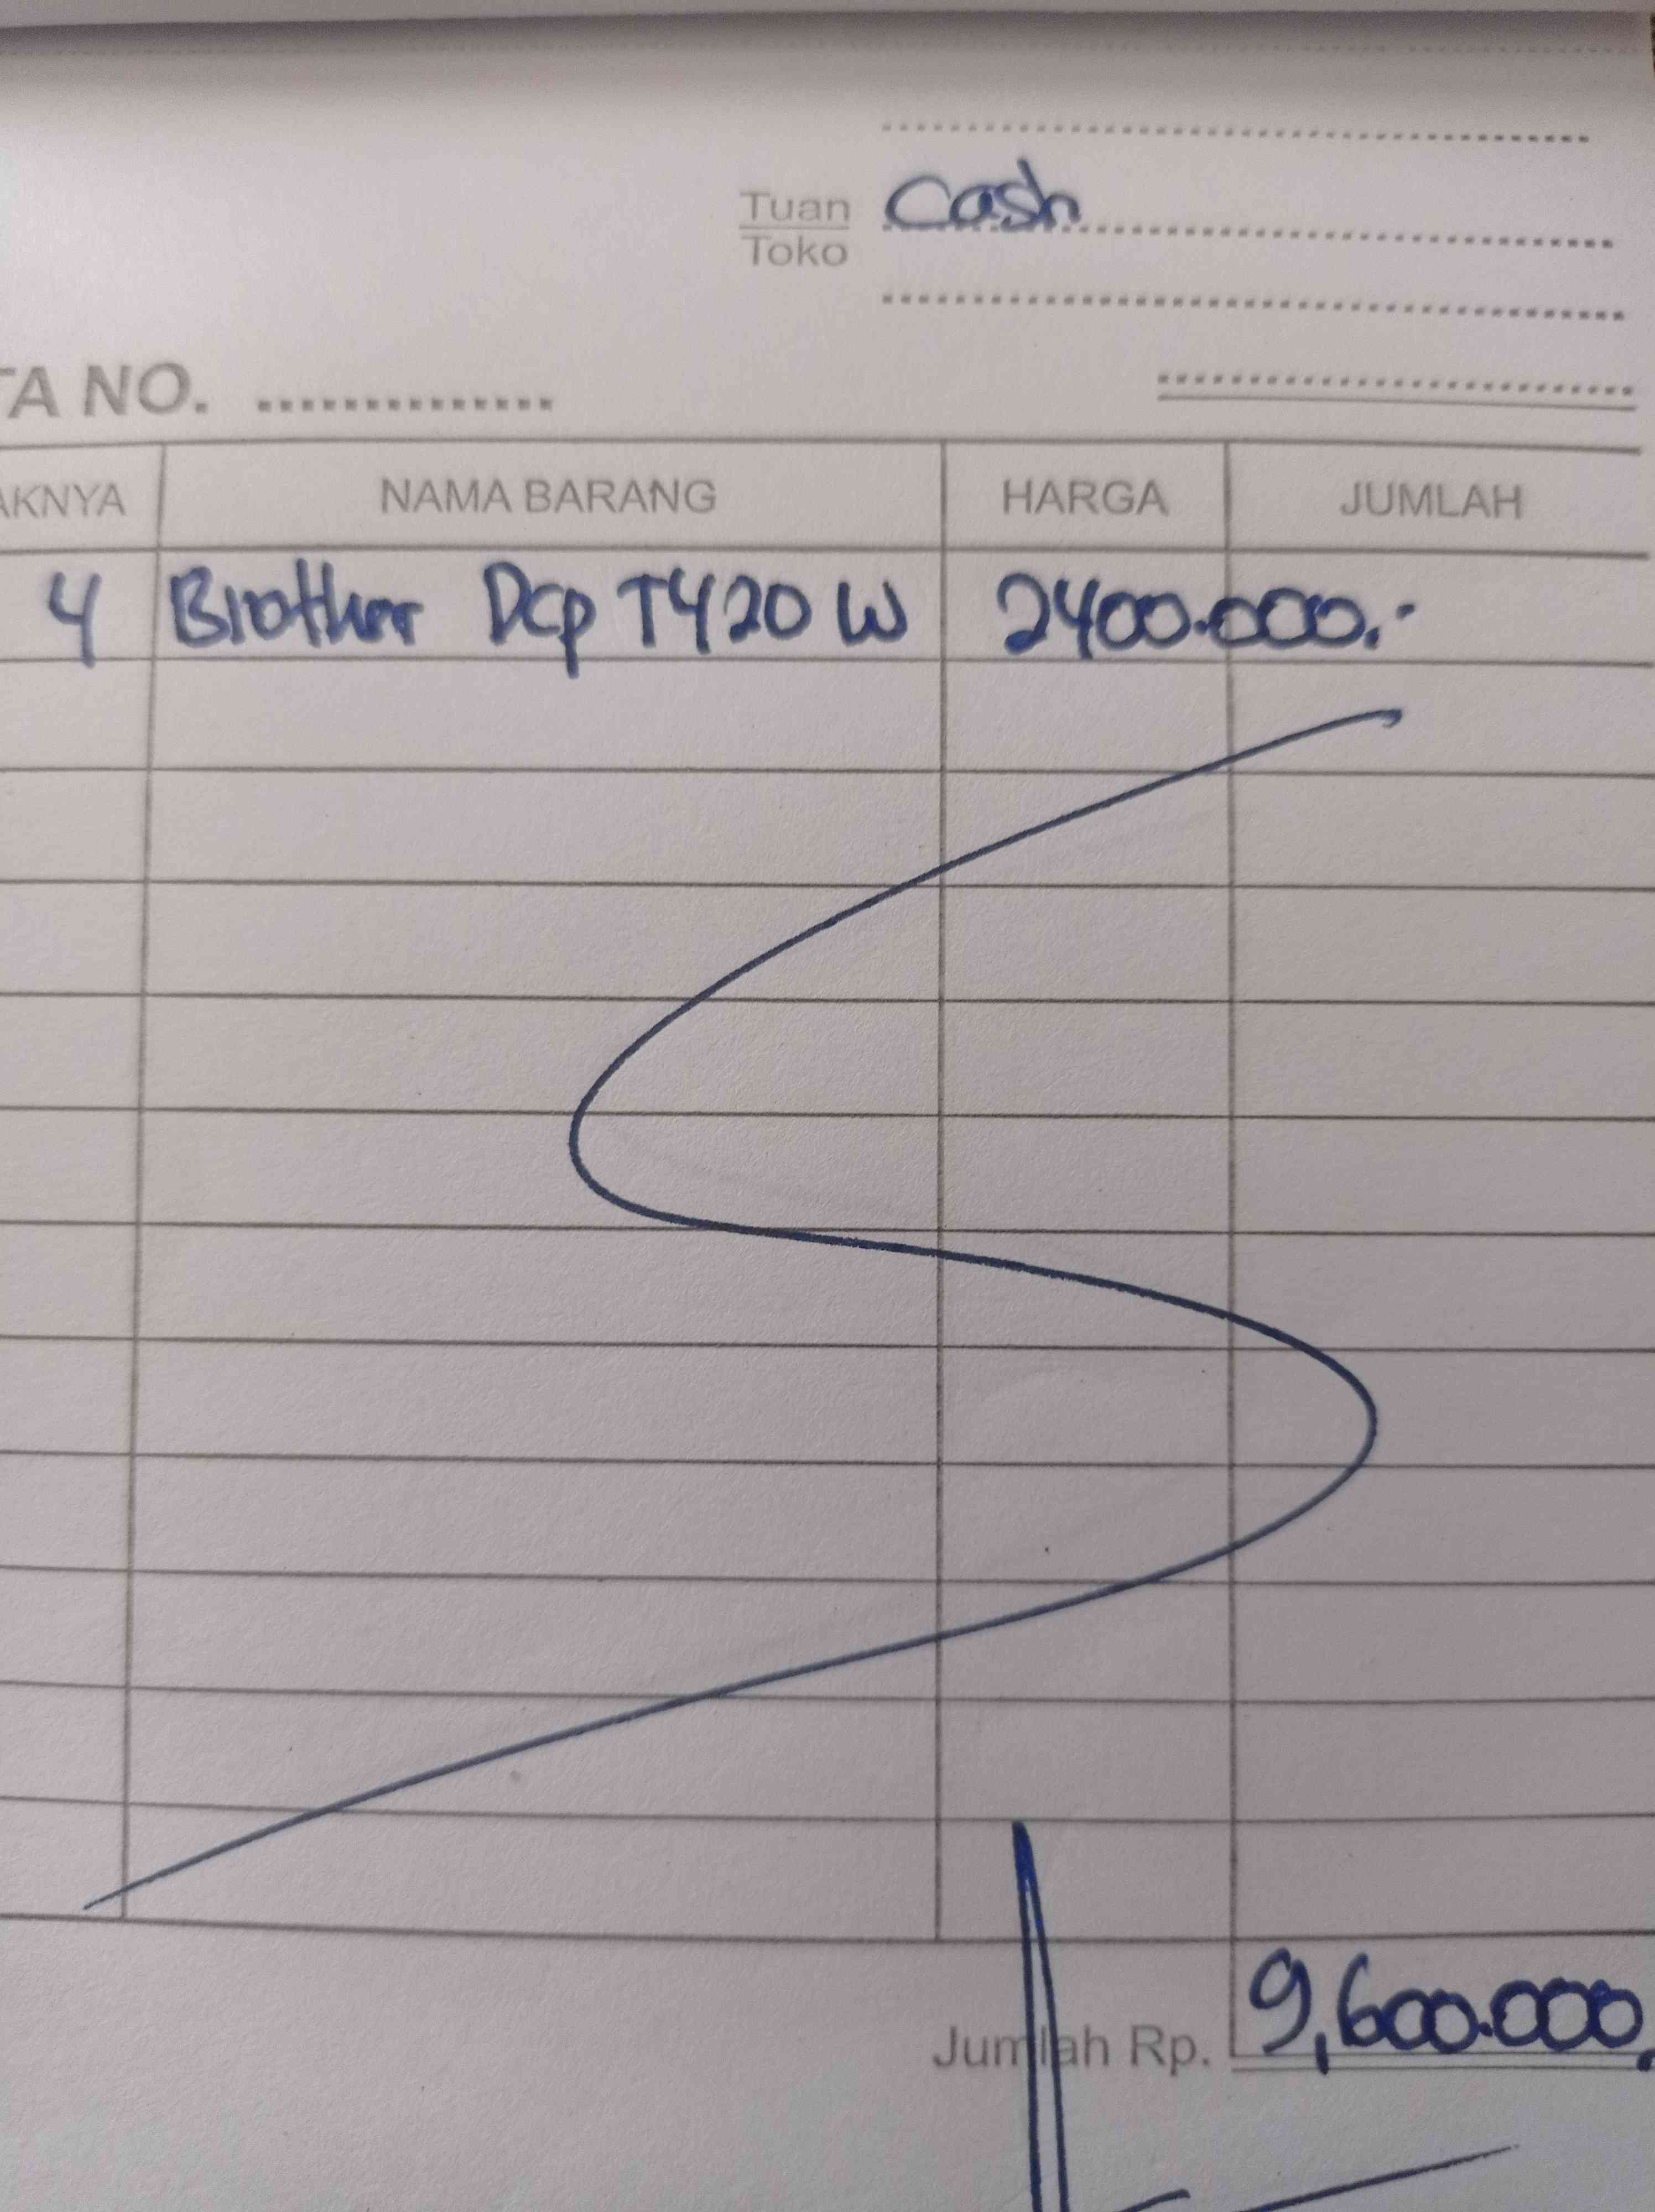 Cash
Tuan
Toko
TA NO. ..............
AKNYA NAMA BARANG HARGA JUMLAH
4 Brother Dcp T420 W 2400.000.-
Jumlah Rp. 9,600.000,